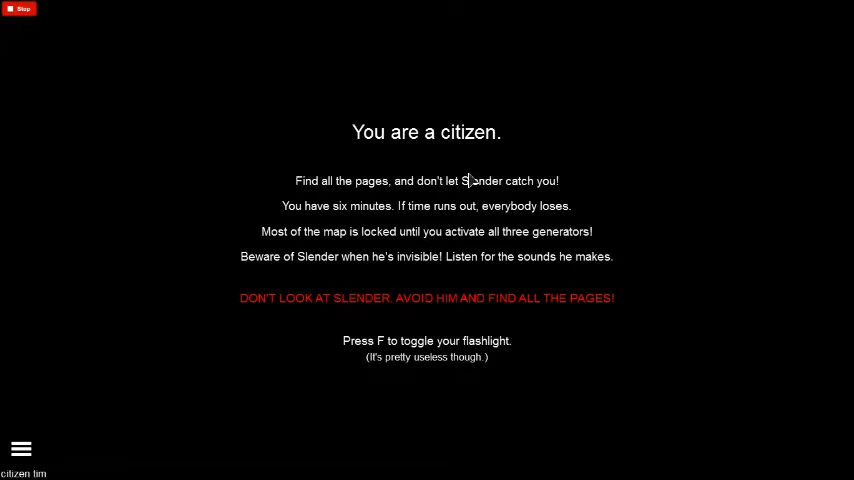 Stop
You are a citizen.
Find all the pages, and don't let Slender catch you!
You have six minutes. If time runs out, everybody loses.
Most of the map is locked until you activate all three generators!
Beware of Slender when he's invisible! Listen for the sounds he makes.
DON'T LOOK AT SLENDER. AVOID HIM AND FIND ALL THE PAGES!
Press F to toggle your flashlight.
(It's pretty useless though.)
citizen tim